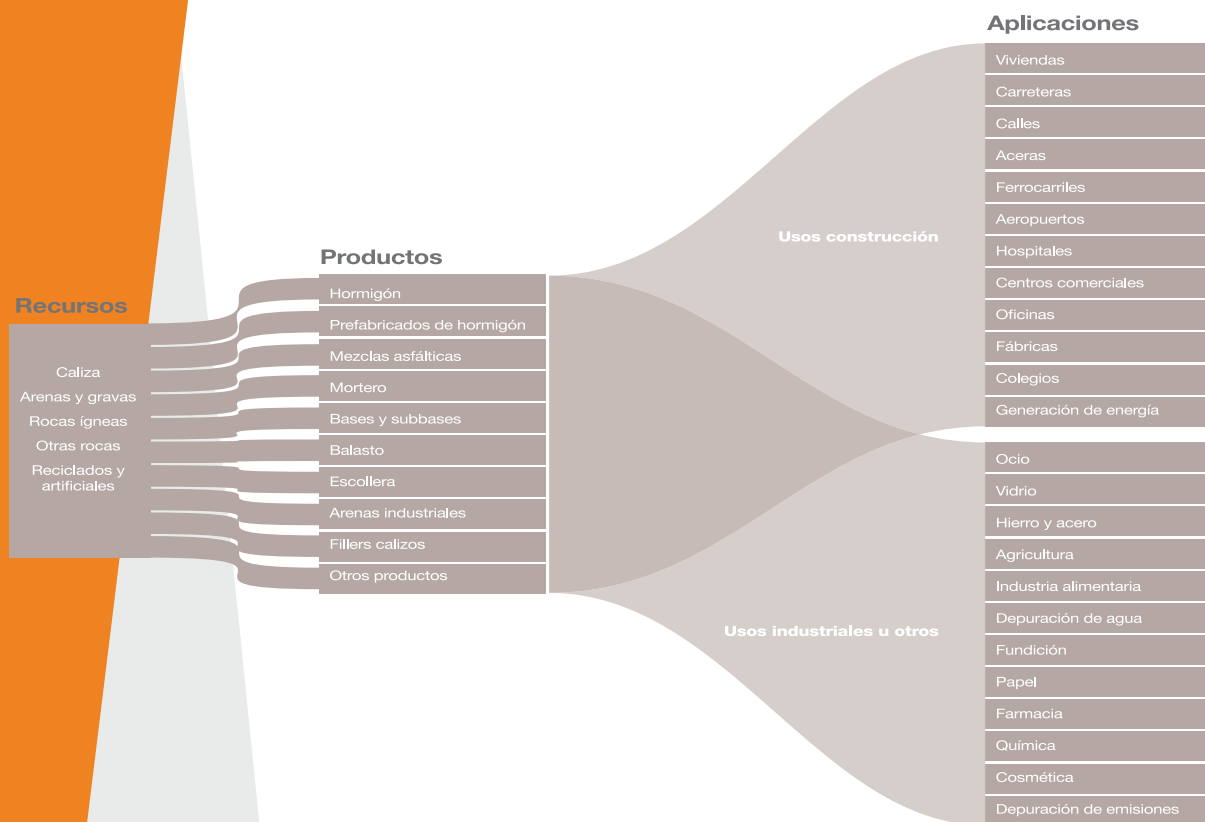 Recursos
Caliza
Arenas y gravas
Rocas ígneas
Otras rocas
Reciclados y
artificiales
Productos
Hormigón
Prefabricados de hormigón
Mezclas asfálticas
Mortero
Bases y subbases
Balasto
Escollera
Arenas industriales
Fillers calizos
Otros productos
Usos construcción
Usos industriales u otros
Aplicaciones
Viviendas
Carreteras
Calles
Aceras
Ferrocarriles
Aeropuertos
Hospitales
Centros comerciales
Oficinas
Fábricas
Colegios
Generación de energía
Ocio
Vidrio
Hierro y acero
Agricultura
Industria alimentaria
Depuración de agua
Fundición
Papel
Farmacia
Química
Cosmética
Depuración de emisiones